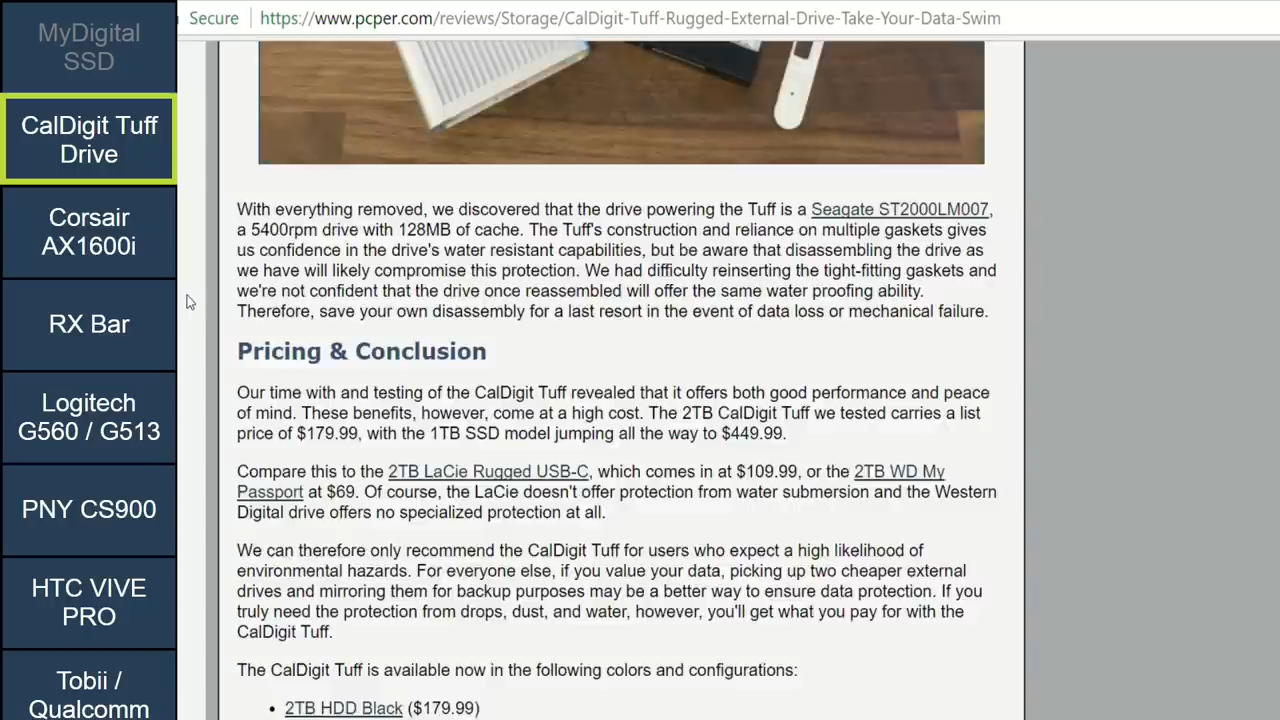 MyDigital
SSD
CalDigit Tuff
Drive
Corsair
AX1600i
RX Bar
Logitech
G560 / G513
PNY CS900
HTC VIVE
PRO
Tobii /
Qualcomm
Secure https://www.pcper.com/reviews/Storage/CalDigit-Tuff-Rugged-External-Drive-Take-Your-Data-Swim
With everything removed, we discovered that the drive powering the Tuff is a Seagate ST2000LM007,
a 5400rpm drive with 128MB of cache. The Tuff's construction and reliance on multiple gaskets gives
us confidence in the drive's water resistant capabilities, but be aware that disassembling the drive as
we have will likely compromise this protection. We had difficulty reinserting the tight-fitting gaskets and
we're not confident that the drive once reassembled will offer the same water proofing ability.
Therefore, save your own disassembly for a last resort in the event of data loss or mechanical failure.
Pricing & Conclusion
Our time with and testing of the CalDigit Tuff revealed that it offers both good performance and peace
of mind. These benefits, however, come at a high cost. The 2TB CalDigit Tuff we tested carries a list
price of $179.99, with the 1TB SSD model jumping all the way to $449.99.
Compare this to the 2TB LaCie Rugged USB-C, which comes in at $109.99, or the 2TB WD My
Passport at $69. Of course, the LaCie doesn't offer protection from water submersion and the Western
Digital drive offers no specialized protection at all.
We can therefore only recommend the CalDigit Tuff for users who expect a high likelihood of
environmental hazards. For everyone else, if you value your data, picking up two cheaper external
drives and mirroring them for backup purposes may be a better way to ensure data protection. If you
truly need the protection from drops, dust, and water, however, you'll get what you pay for with the
CalDigit Tuff.
The CalDigit Tuff is available now in the following colors and configurations:
• 2TB HDD Black ($179.99)